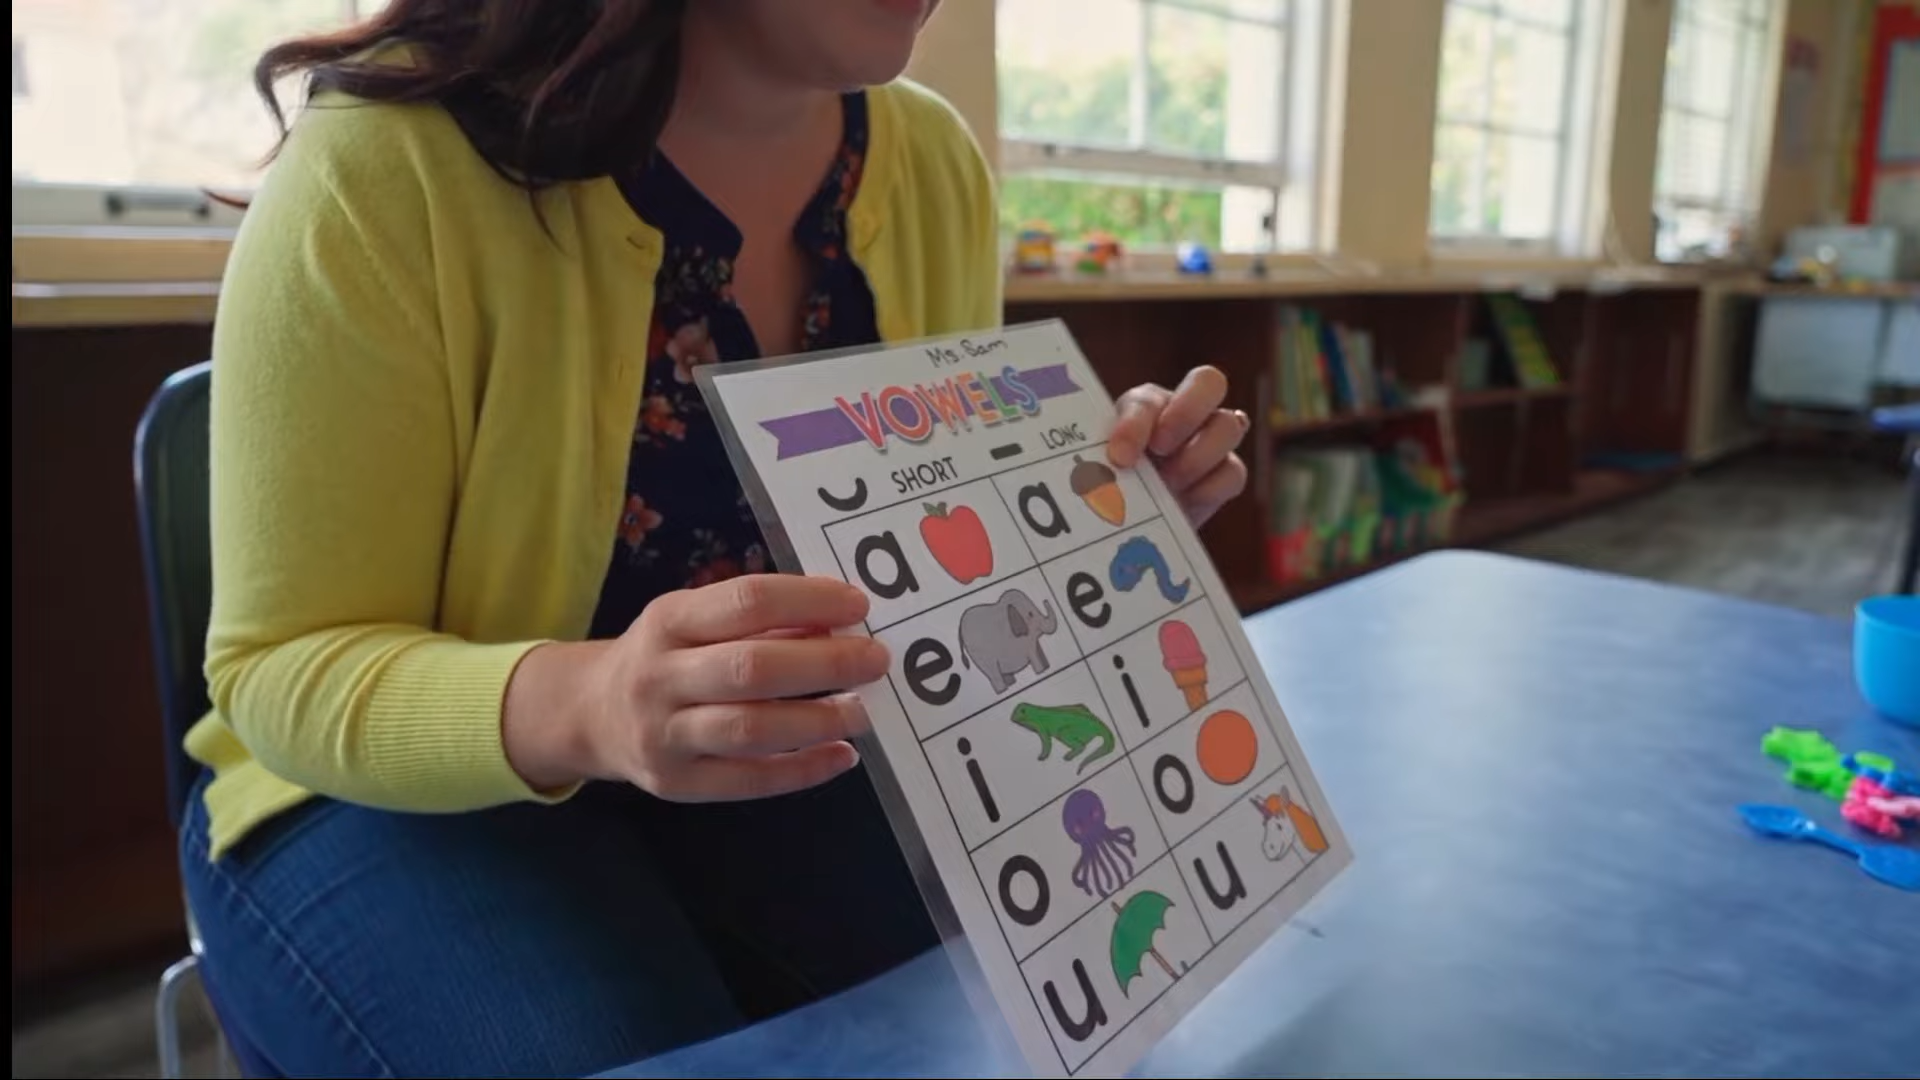 Ms. Sam
VOWELS
SHORT LONG
a a
e e
i i
o o
u u